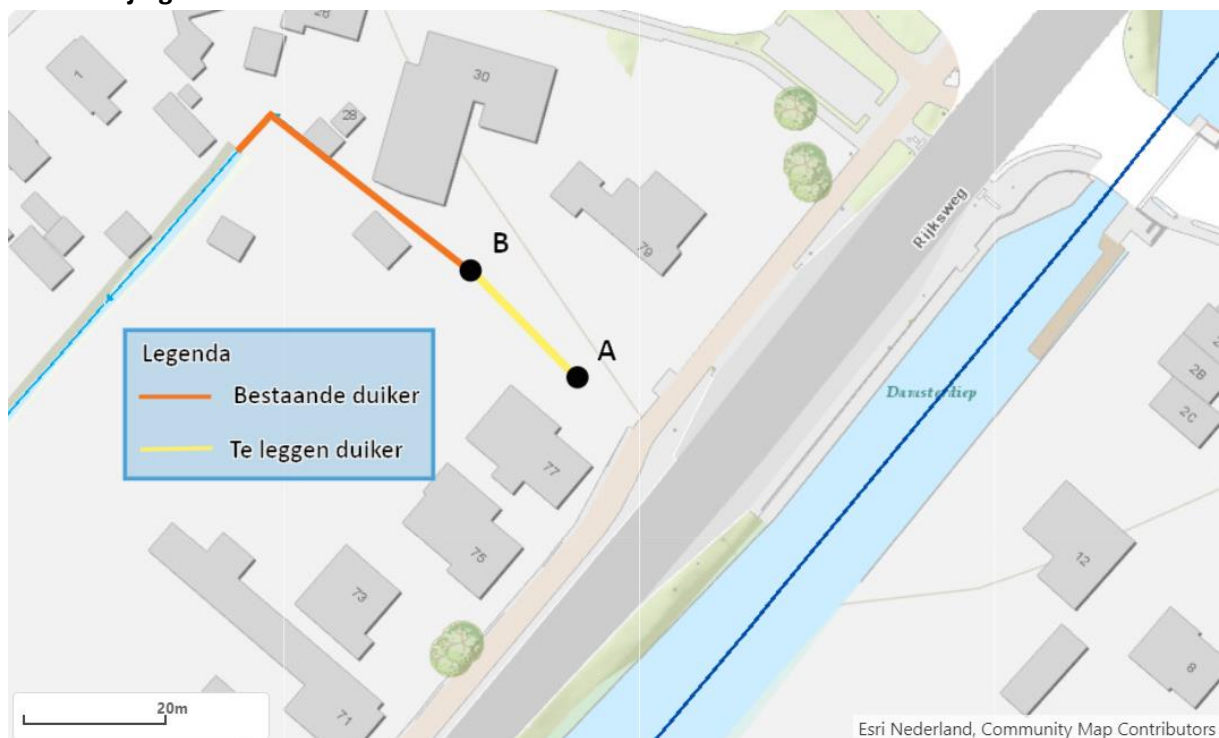 1
28
30
28
79
Rijksweg
B
A
Legenda
Bestaande duiker
Te leggen duiker
Damsterdiep
2B
2C
77
75
73
71
12
8
20m
Esri Nederland, Community Map Contributors